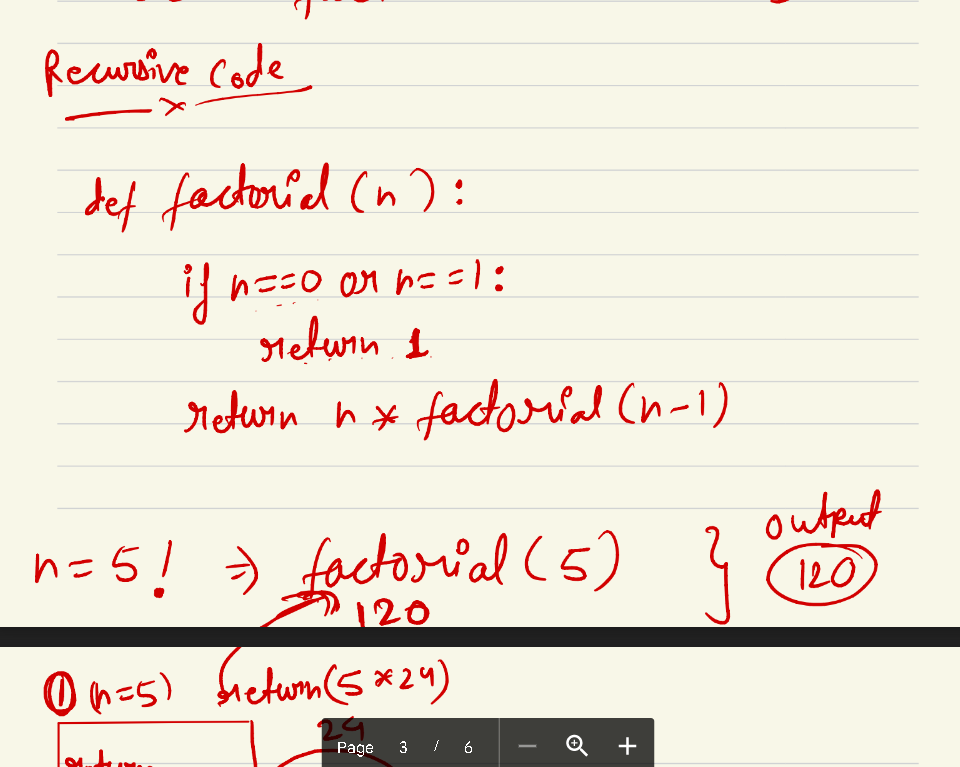 Recursive Code
def factorial (n):
if n==0 or n==1:
return 1
return n * factorial (n-1)
output
n=5! ⇒ factorial (5) } 120
120
① (n=5) return (5*24)
24
Page 3 / 6
return